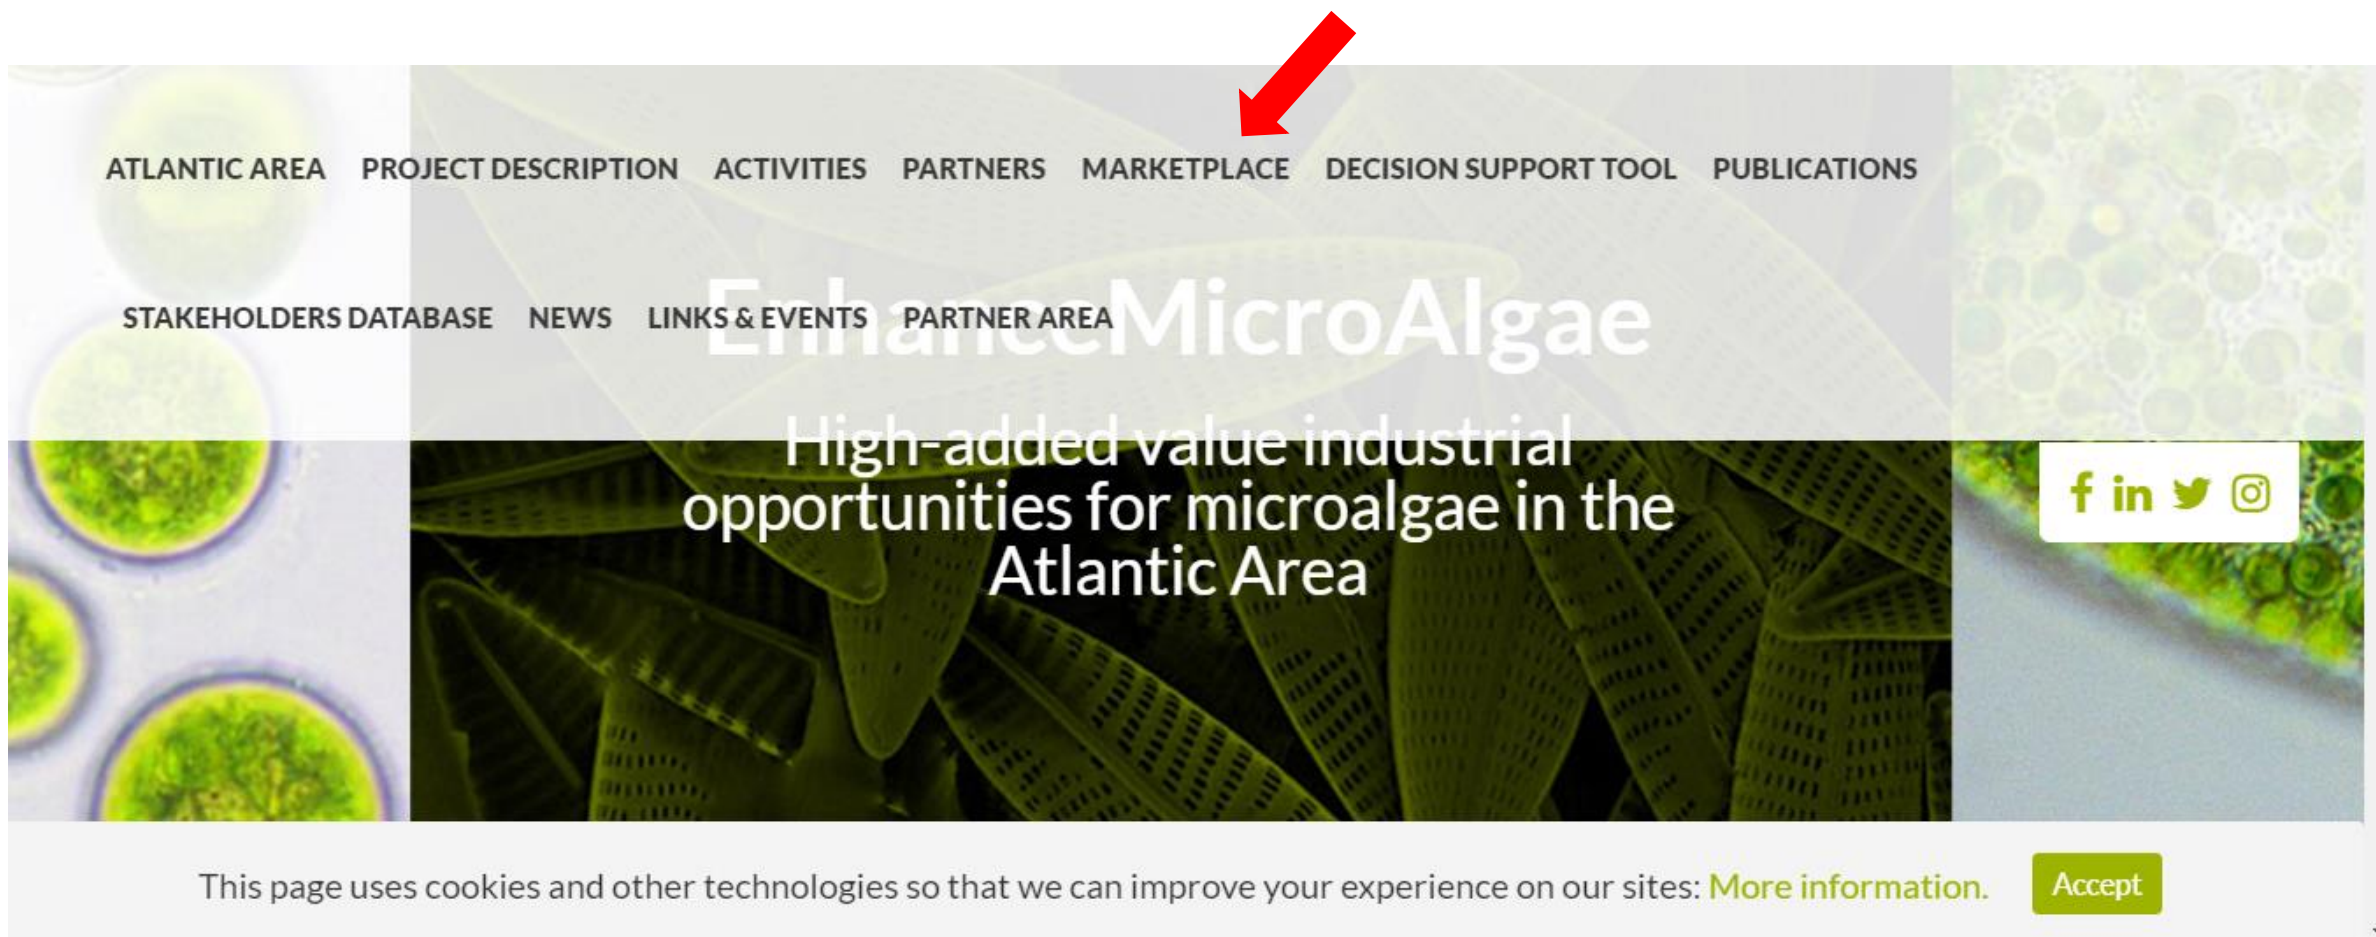 ATLANTIC AREA PROJECT DESCRIPTION ACTIVITIES PARTNERS MARKETPLACE DECISION SUPPORT TOOL PUBLICATIONS
STAKEHOLDERS DATABASE NEWS LINKS & EVENTS PARTNER AREA
EnhanceMicroAlgae
High-added value industrial
opportunities for microalgae in the
Atlantic Area
f in
This page uses cookies and other technologies so that we can improve your experience on our sites: More information. Accept